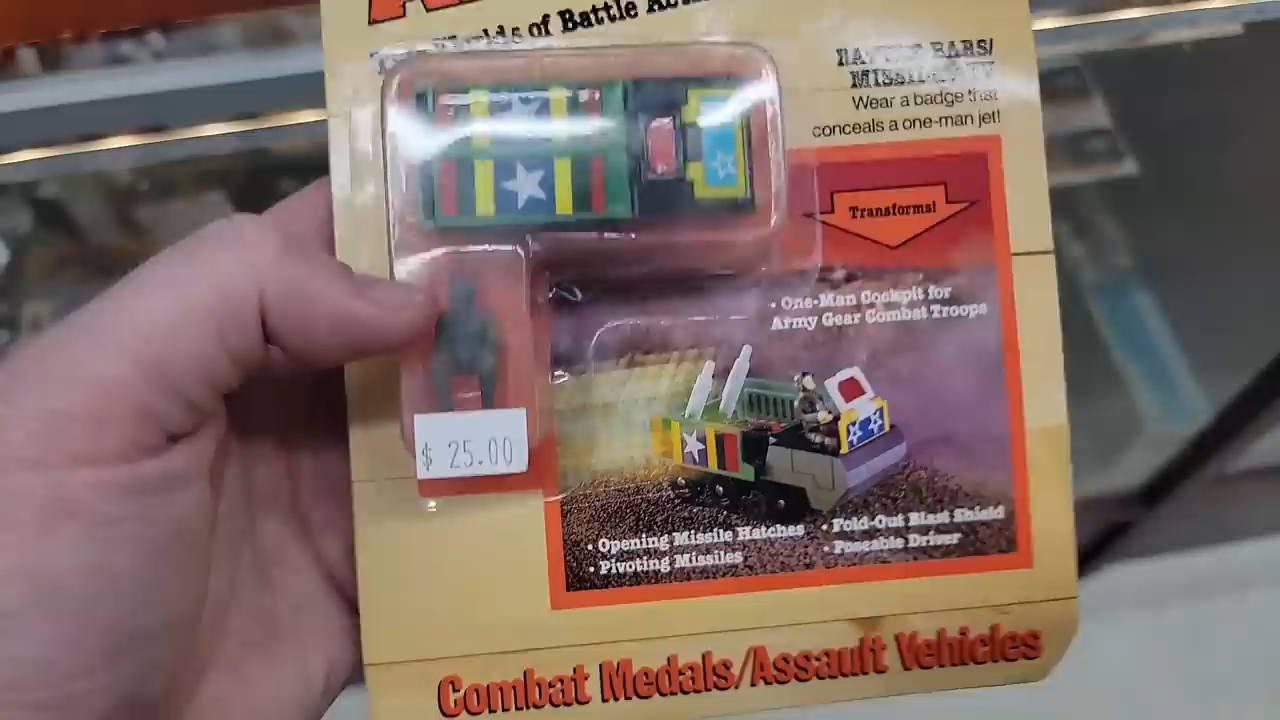 of Battle
BARS/
Wear a badge that
conceals a one-man jet!
Transforms!
• One-Man Cockpit for
Army Gear Combat Troops
$ 25.00
• Opening Missile Hatches
• Pivoting Missiles
• Fold-Out Blast Shield
• Poseable Driver
Combat Medals/Assault Vehicles